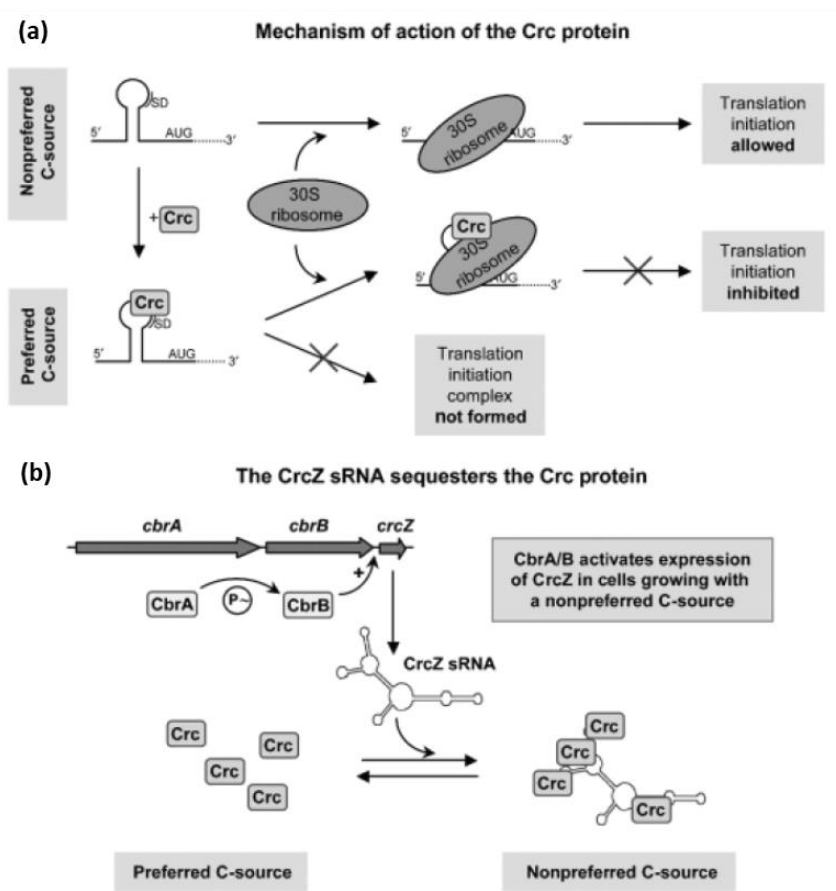 (a)
Mechanism of action of the Crc protein
Nonpreferred
C-source
SD
5′
AUG
3′
30S
ribosome
5′
AUG
3′
Translation
initiation
allowed
+
Crc
30S
ribosome
Preferred
C-source
Crc
SD
5′
AUG
3′
Crc
30S
ribosome
5′
AUG
3′
Translation
initiation
inhibited
Translation
initiation
complex
not formed
(b)
The CrcZ sRNA sequesters the Crc protein
cbrA
cbrB
crcZ
+
CbrA
P~
CbrB
CbrA/B activates expression
of CrcZ in cells growing with
a nonpreferred C-source
CrcZ sRNA
Crc
Crc
Crc
Crc
Crc
Crc
Crc
Crc
Preferred C-source
Nonpreferred C-source